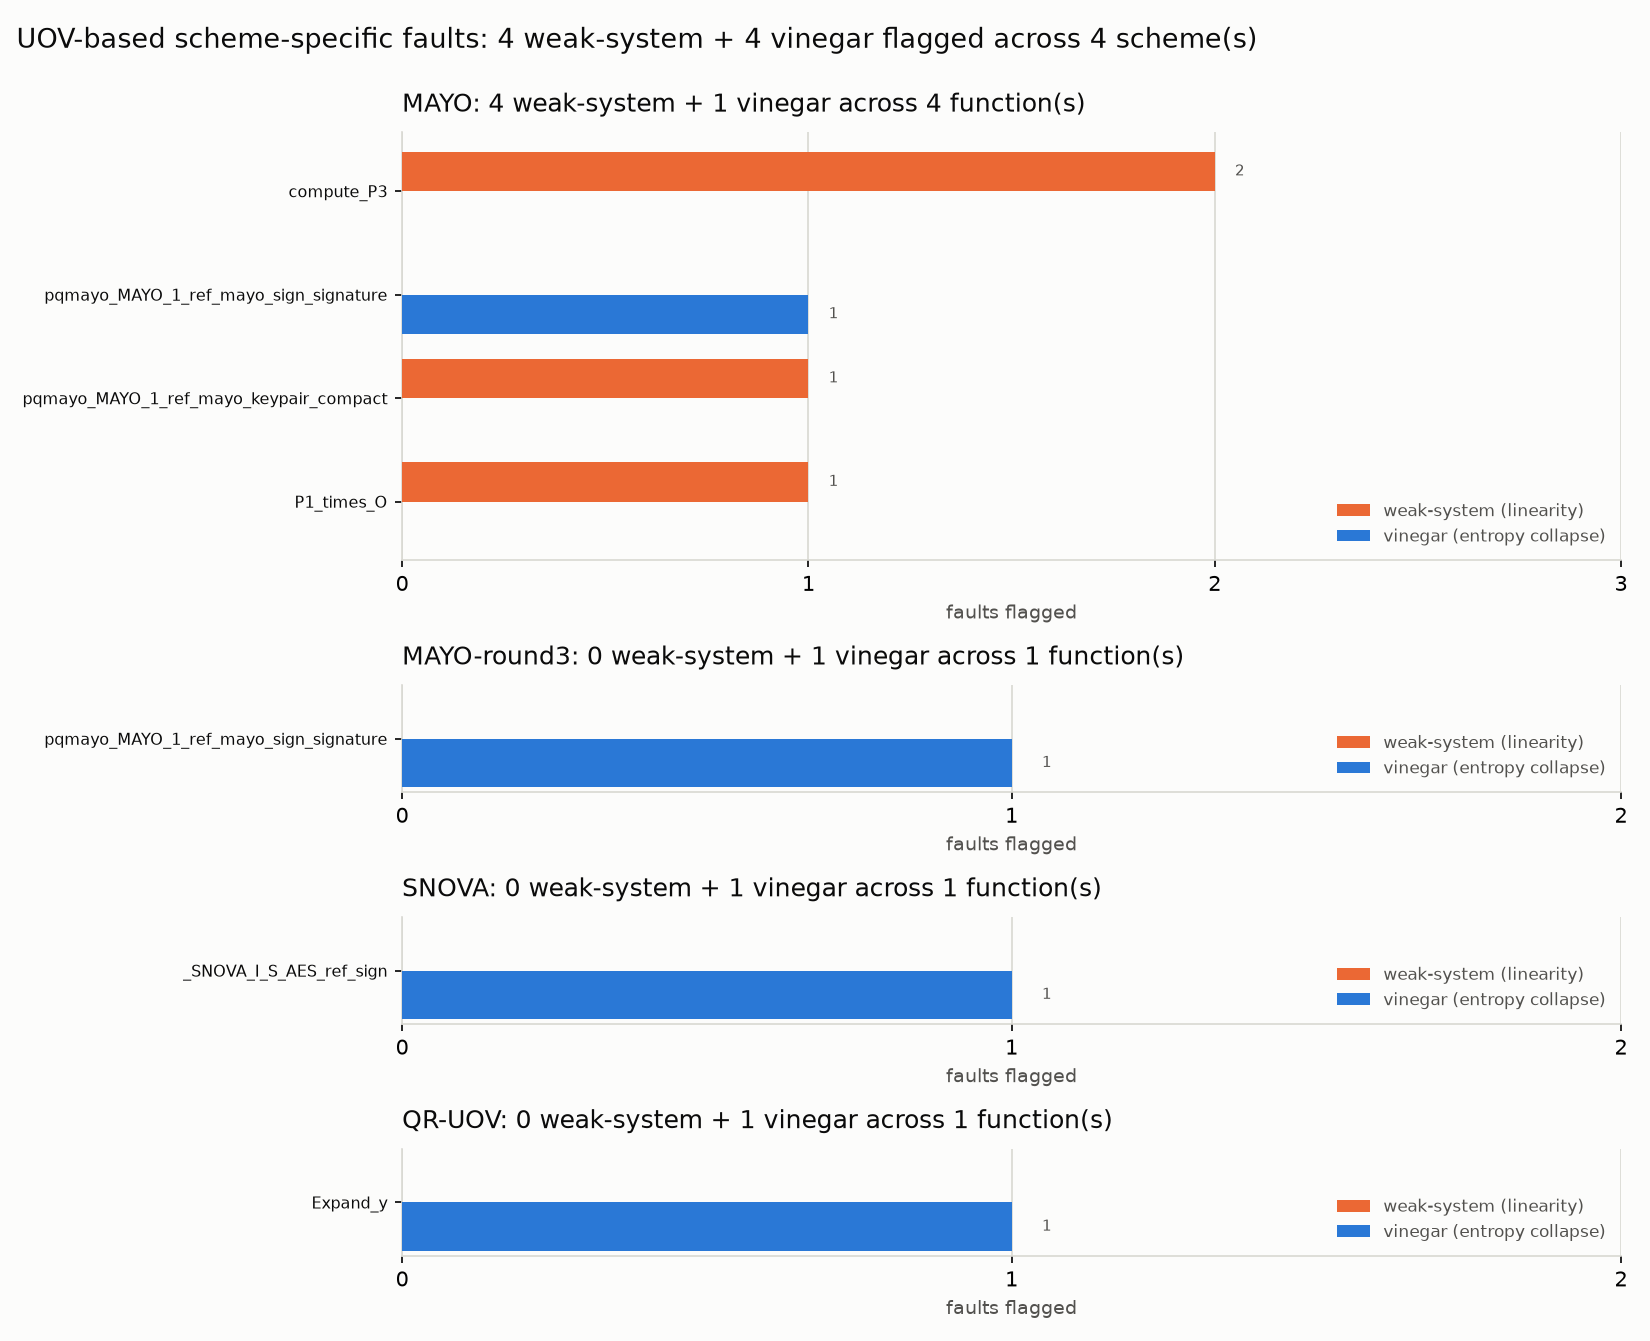 UOV-based scheme-specific faults: 4 weak-system + 4 vinegar flagged across 4 scheme(s)
MAYO: 4 weak-system + 1 vinegar across 4 function(s)
compute_P3
2
pqmayo_MAYO_1_ref_mayo_sign_signature
1
pqmayo_MAYO_1_ref_mayo_keypair_compact
1
P1_times_O
1
weak-system (linearity)
vinegar (entropy collapse)
0 1 2 3
faults flagged
MAYO-round3: 0 weak-system + 1 vinegar across 1 function(s)
pqmayo_MAYO_1_ref_mayo_sign_signature
1
weak-system (linearity)
vinegar (entropy collapse)
0 1 2
faults flagged
SNOVA: 0 weak-system + 1 vinegar across 1 function(s)
_SNOVA_I_S_AES_ref_sign
1
weak-system (linearity)
vinegar (entropy collapse)
0 1 2
faults flagged
QR-UOV: 0 weak-system + 1 vinegar across 1 function(s)
Expand_y
1
weak-system (linearity)
vinegar (entropy collapse)
0 1 2
faults flagged